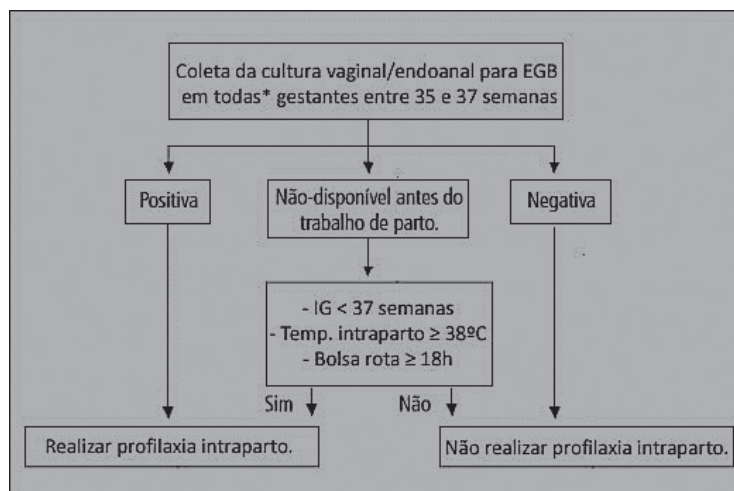 Coleta da cultura vaginal/endoanal para EGB
em todas* gestantes entre 35 e 37 semanas
Positiva
Não-disponível antes do
trabalho de parto.
Negativa
- IG < 37 semanas
- Temp. intraparto ≥ 38ºC
- Bolsa rota ≥ 18h
Sim
Não
Realizar profilaxia intraparto.
Não realizar profilaxia intraparto.